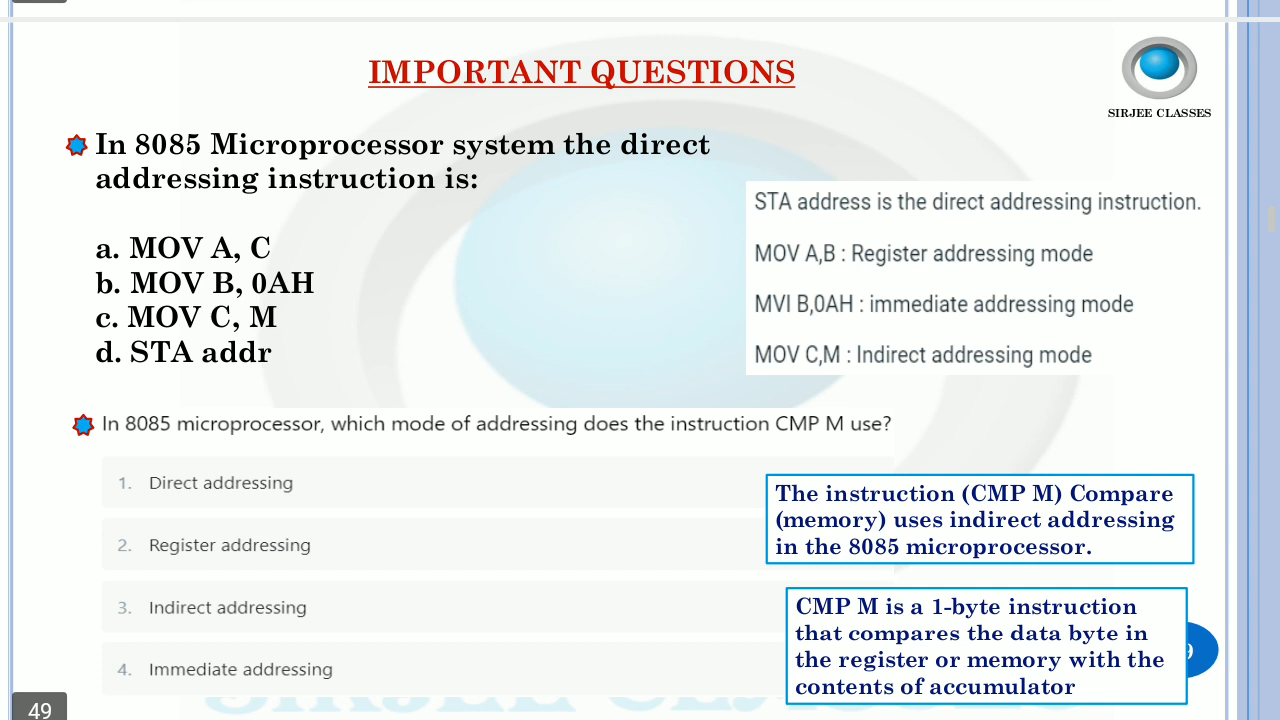 IMPORTANT QUESTIONS
SIRJEE CLASSES
In 8085 Microprocessor system the direct
addressing instruction is:
a. MOV A, C
b. MOV B, 0AH
c. MOV C, M
d. STA addr
STA address is the direct addressing instruction.
MOV A,B : Register addressing mode
MVI B,0AH : immediate addressing mode
MOV C,M : Indirect addressing mode
In 8085 microprocessor, which mode of addressing does the instruction CMP M use?
1. Direct addressing
2. Register addressing
3. Indirect addressing
4. Immediate addressing
The instruction (CMP M) Compare
(memory) uses indirect addressing
in the 8085 microprocessor.
CMP M is a 1-byte instruction
that compares the data byte in
the register or memory with the
contents of accumulator
49